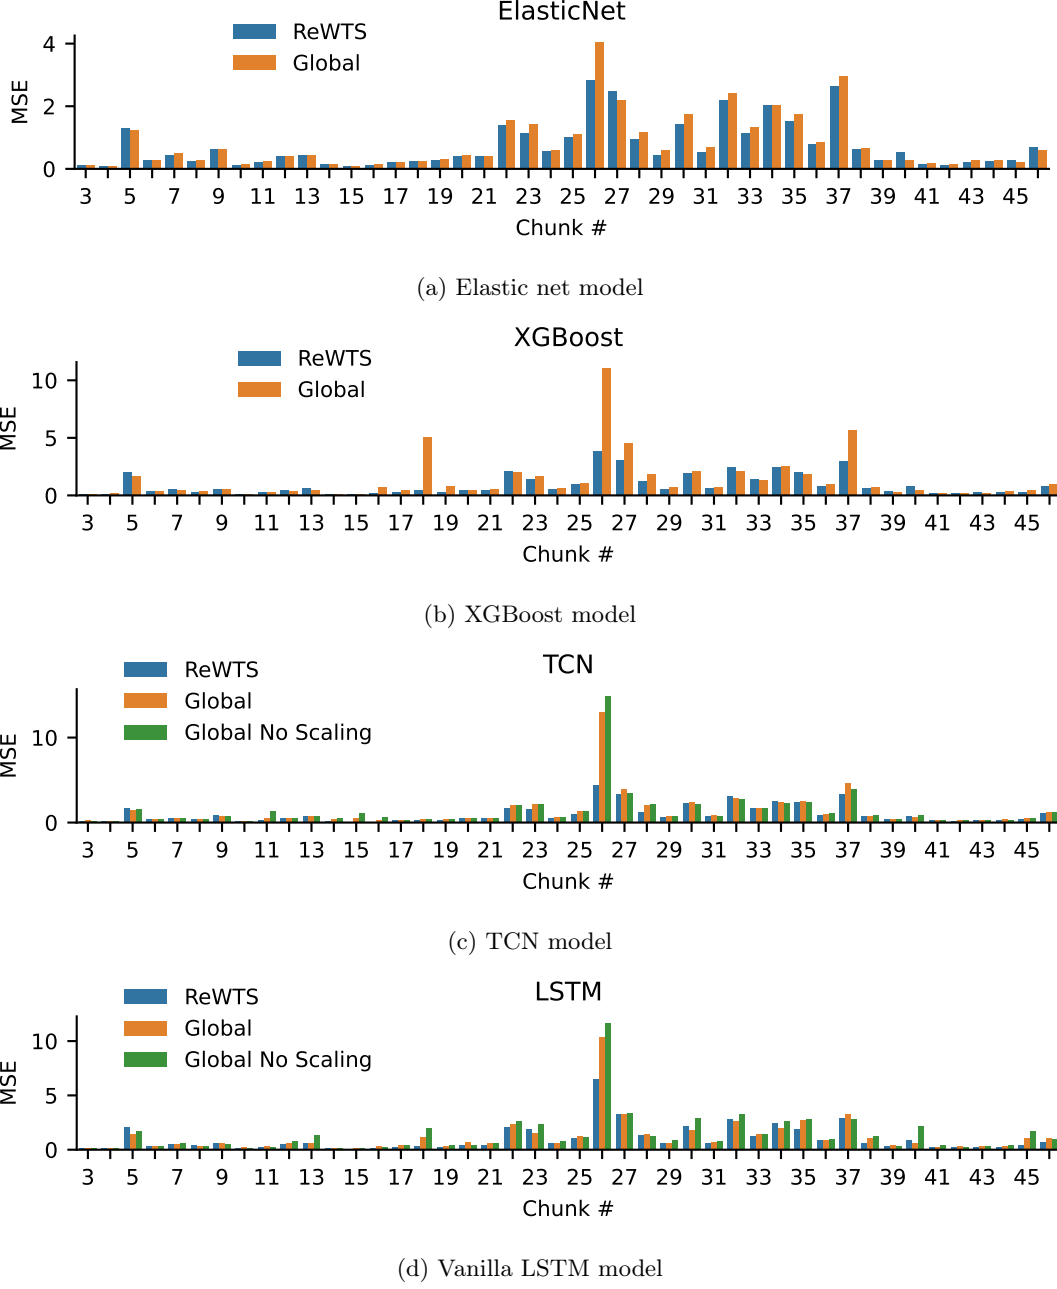 ElasticNet
ReWTS
Global
MSE
4
2
0
3 5 7 9 11 13 15 17 19 21 23 25 27 29 31 33 35 37 39 41 43 45
Chunk #
(a) Elastic net model
XGBoost
ReWTS
Global
MSE
10
5
0
3 5 7 9 11 13 15 17 19 21 23 25 27 29 31 33 35 37 39 41 43 45
Chunk #
(b) XGBoost model
TCN
ReWTS
Global
Global No Scaling
MSE
10
0
3 5 7 9 11 13 15 17 19 21 23 25 27 29 31 33 35 37 39 41 43 45
Chunk #
(c) TCN model
LSTM
ReWTS
Global
Global No Scaling
MSE
10
5
0
3 5 7 9 11 13 15 17 19 21 23 25 27 29 31 33 35 37 39 41 43 45
Chunk #
(d) Vanilla LSTM model